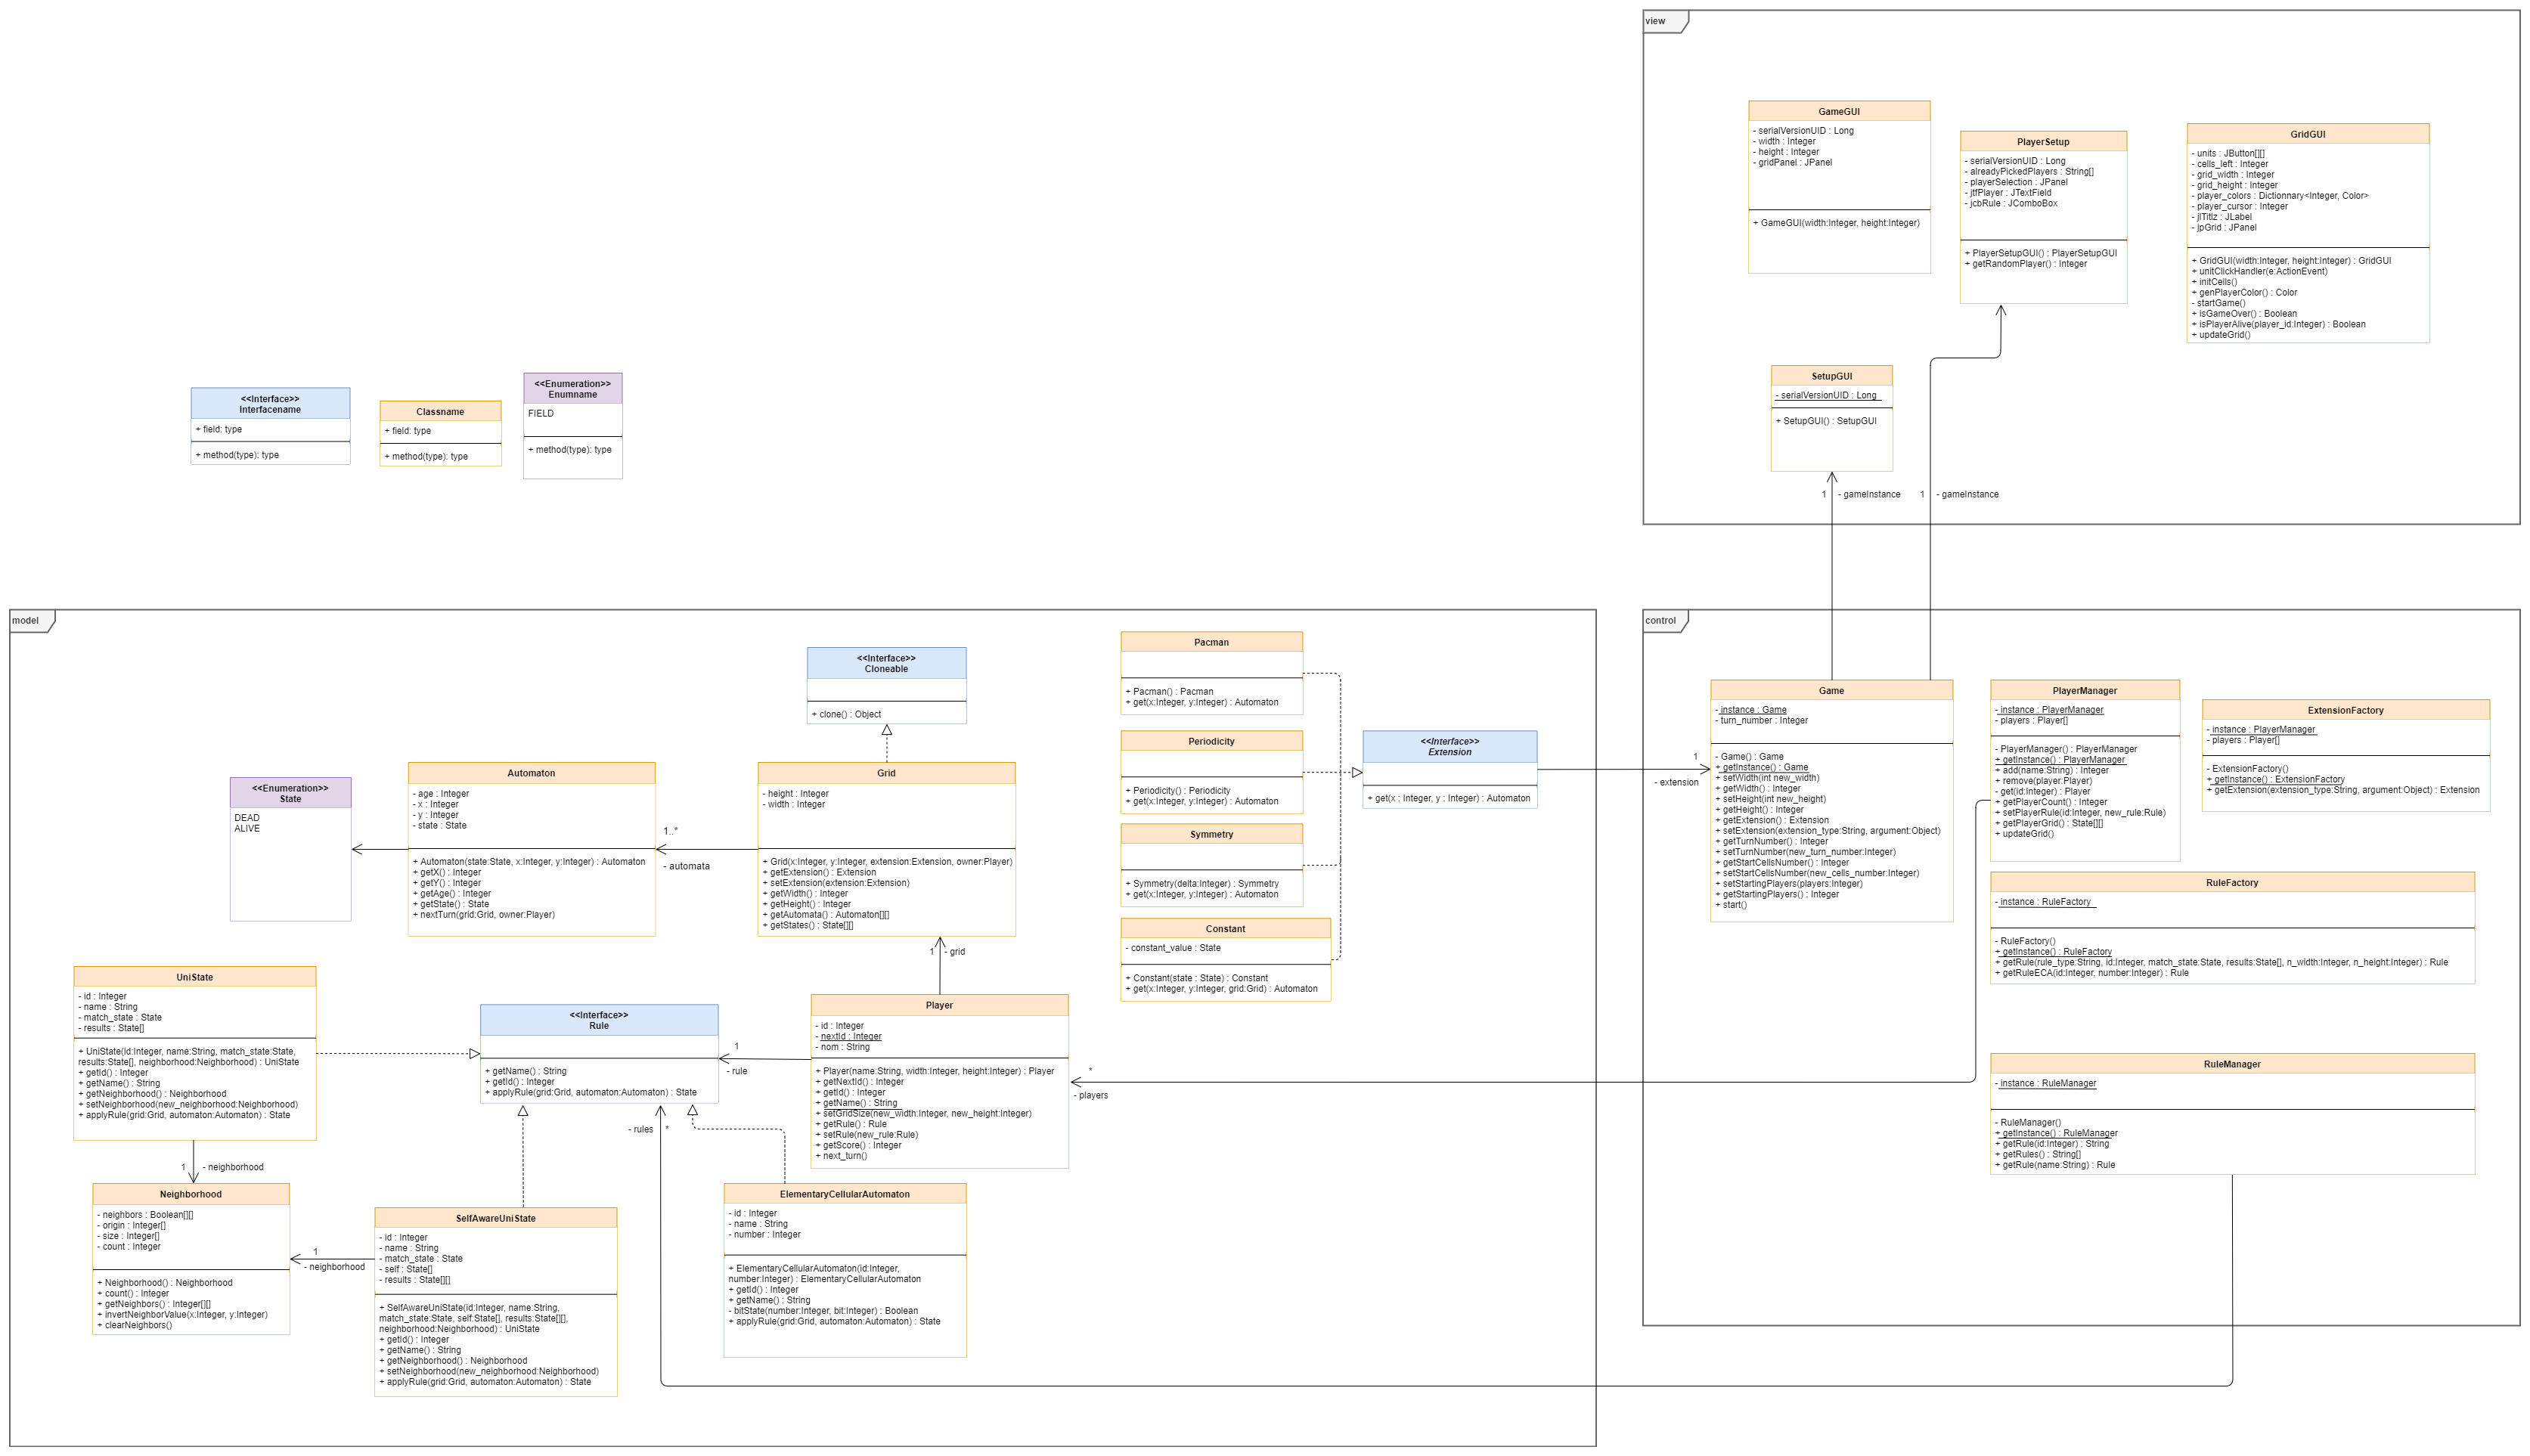 view
GameGUI
- serialVersionUID : Long
- width : Integer
- height : Integer
- gridPanel : JPanel
+ GameGUI(width:Integer, height:Integer)
PlayerSetup
- serialVersionUID : Long
- alreadyPickedPlayers : String[]
- playerSelection : JPanel
- jtfPlayer : JTextField
- jcbRule : JComboBox
+ PlayerSetupGUI() : PlayerSetupGUI
+ getRandomPlayer() : Integer
GridGUI
- units : JButton[][]
- cells_left : Integer
- grid_width : Integer
- grid_height : Integer
- player_colors : Dictionnary<Integer, Color>
- player_cursor : Integer
- jlTitlz : JLabel
- jpGrid : JPanel
+ GridGUI(width:Integer, height:Integer) : GridGUI
+ unitClickHandler(e:ActionEvent)
+ initCells()
+ genPlayerColor() : Color
- startGame()
+ isGameOver() : Boolean
+ isPlayerAlive(player_id:Integer) : Boolean
+ updateGrid()
SetupGUI
- serialVersionUID : Long
+ SetupGUI() : SetupGUI
1 - gameInstance
1 - gameInstance
<<Interface>>
Interfacename
+ field: type
+ method(type): type
Classname
+ field: type
+ method(type): type
<<Enumeration>>
Enumname
FIELD
+ method(type): type
model
<<Interface>>
Cloneable
+ clone() : Object
<<Enumeration>>
State
DEAD
ALIVE
Automaton
- age : Integer
- x : Integer
- y : Integer
- state : State
+ Automaton(state:State, x:Integer, y:Integer) : Automaton
+ getX() : Integer
+ getY() : Integer
+ getAge() : Integer
+ getState() : State
+ nextTurn(grid:Grid, owner:Player)
1..*
- automata
Grid
- height : Integer
- width : Integer
+ Grid(x:Integer, y:Integer, extension:Extension, owner:Player)
+ getExtension() : Extension
+ setExtension(extension:Extension)
+ getWidth() : Integer
+ getHeight() : Integer
+ getAutomata() : Automaton[][]
+ getStates() : State[][]
1 - grid
Pacman
+ Pacman() : Pacman
+ get(x:Integer, y:Integer) : Automaton
Periodicity
+ Periodicity() : Periodicity
+ get(x:Integer, y:Integer) : Automaton
Symmetry
+ Symmetry(delta:Integer) : Symmetry
+ get(x:Integer, y:Integer) : Automaton
Constant
- constant_value : State
+ Constant(state : State) : Constant
+ get(x:Integer, y:Integer, grid:Grid) : Automaton
<<Interface>>
Extension
+ get(x : Integer, y : Integer) : Automaton
1
- extension
UniState
- id : Integer
- name : String
- match_state : State
- results : State[]
+ UniState(id:Integer, name:String, match_state:State,
results:State[], neighborhood:Neighborhood) : UniState
+ getId() : Integer
+ getName() : String
+ getNeighborhood() : Neighborhood
+ setNeighborhood(new_neighborhood:Neighborhood)
+ applyRule(grid:Grid, automaton:Automaton) : State
1 - neighborhood
<<Interface>>
Rule
+ getName() : String
+ getId() : Integer
+ applyRule(grid:Grid, automaton:Automaton) : State
1
- rule
- rules *
Player
- id : Integer
- nextId : Integer
- nom : String
+ Player(name:String, width:Integer, height:Integer) : Player
+ getNextId() : Integer
+ getId() : Integer
+ getName() : String
+ setGridSize(new_width:Integer, new_height:Integer)
+ getRule() : Rule
+ setRule(new_rule:Rule)
+ getScore() : Integer
+ next_turn()
*
- players
Neighborhood
- neighbors : Boolean[][]
- origin : Integer[]
- size : Integer[]
- count : Integer
+ Neighborhood() : Neighborhood
+ count() : Integer
+ getNeighbors() : Integer[][]
+ invertNeighborValue(x:Integer, y:Integer)
+ clearNeighbors()
1
- neighborhood
SelfAwareUniState
- id : Integer
- name : String
- match_state : State
- self : State[]
- results : State[][]
+ SelfAwareUniState(id:Integer, name:String,
match_state:State, self:State[], results:State[][],
neighborhood:Neighborhood) : UniState
+ getId() : Integer
+ getName() : String
+ getNeighborhood() : Neighborhood
+ setNeighborhood(new_neighborhood:Neighborhood)
+ applyRule(grid:Grid, automaton:Automaton) : State
ElementaryCellularAutomaton
- id : Integer
- name : String
- number : Integer
+ ElementaryCellularAutomaton(id:Integer,
number:Integer) : ElementaryCellularAutomaton
+ getId() : Integer
+ getName() : String
- bitState(number:Integer, bit:Integer) : Boolean
+ applyRule(grid:Grid, automaton:Automaton) : State
control
Game
- instance : Game
- turn_number : Integer
- Game() : Game
+ getInstance() : Game
+ setWidth(int new_width)
+ getWidth() : Integer
+ setHeight(int new_height)
+ getHeight() : Integer
+ getExtension() : Extension
+ setExtension(extension_type:String, argument:Object)
+ getTurnNumber() : Integer
+ setTurnNumber(new_turn_number:Integer)
+ getStartCellsNumber() : Integer
+ setStartCellsNumber(new_cells_number:Integer)
+ setStartingPlayers(players:Integer)
+ getStartingPlayers() : Integer
+ start()
PlayerManager
- instance : PlayerManager
- players : Player[]
- PlayerManager() : PlayerManager
+ getInstance() : PlayerManager
+ add(name:String) : Integer
+ remove(player:Player)
- get(id:Integer) : Player
+ getPlayerCount() : Integer
+ setPlayerRule(id:Integer, new_rule:Rule)
+ getPlayerGrid() : State[][]
+ updateGrid()
ExtensionFactory
- instance : PlayerManager
- players : Player[]
- ExtensionFactory()
+ getInstance() : ExtensionFactory
+ getExtension(extension_type:String, argument:Object) : Extension
RuleFactory
- instance : RuleFactory
- RuleFactory()
+ getInstance() : RuleFactory
+ getRule(rule_type:String, id:Integer, match_state:State, results:State[], n_width:Integer, n_height:Integer) : Rule
+ getRuleECA(id:Integer, number:Integer) : Rule
RuleManager
- instance : RuleManager
- RuleManager()
+ getInstance() : RuleManager
+ getRule(id:Integer) : String
+ getRules() : String[]
+ getRule(name:String) : Rule